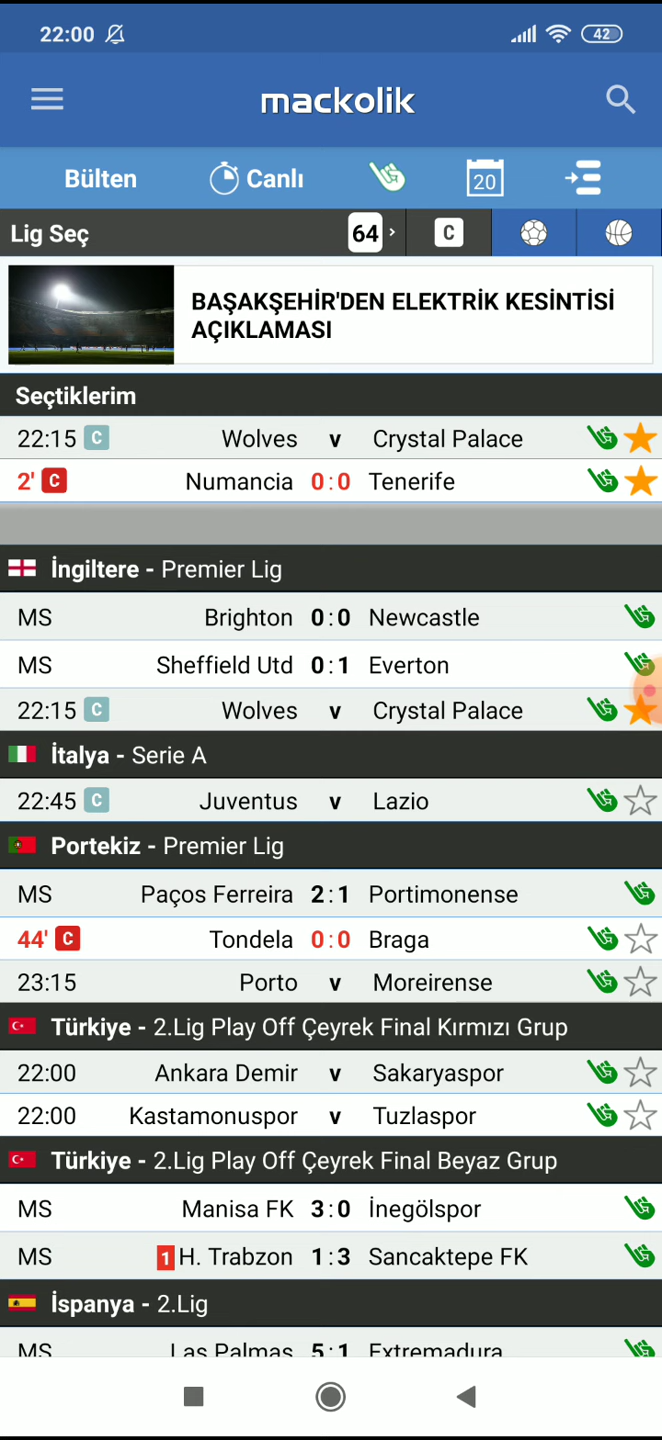 22:00 42
mackolik
Bülten Canlı 20
Lig Seç 64 › C
BAŞAKŞEHİR'DEN ELEKTRİK KESİNTİSİ
AÇIKLAMASI
Seçtiklerim
22:15 C Wolves v Crystal Palace
2' C Numancia 0:0 Tenerife
İngiltere - Premier Lig
MS Brighton 0:0 Newcastle
MS Sheffield Utd 0:1 Everton
22:15 C Wolves v Crystal Palace
İtalya - Serie A
22:45 C Juventus v Lazio
Portekiz - Premier Lig
MS Paços Ferreira 2:1 Portimonense
44' C Tondela 0:0 Braga
23:15 Porto v Moreirense
Türkiye - 2.Lig Play Off Çeyrek Final Kırmızı Grup
22:00 Ankara Demir v Sakaryaspor
22:00 Kastamonuspor v Tuzlaspor
Türkiye - 2.Lig Play Off Çeyrek Final Beyaz Grup
MS Manisa FK 3:0 İnegölspor
MS 1 H. Trabzon 1:3 Sancaktepe FK
İspanya - 2.Lig
MS Las Palmas 5:1 Extremadura